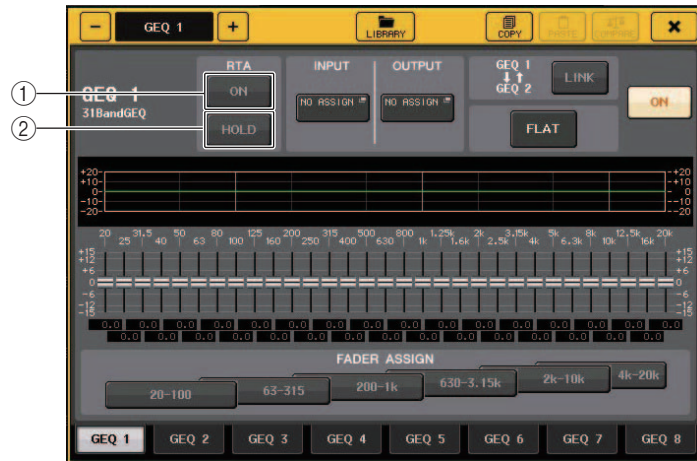 − GEQ 1 + LIBRARY COPY PASTE COMPARE ×
RTA INPUT OUTPUT GEQ 1
① ON NO ASSIGN NO ASSIGN ↓↑ LINK
GEQ 1 GEQ 2
31BandGEQ ON
② HOLD FLAT
+20 +20
+10 +10
0 0
-10 -10
-20 -20
20 31.5 50 80 125 200 315 500 800 1.25k 2k 3.15k 5k 8k 12.5k 20k
25 40 63 100 160 250 400 630 1k 1.6k 2.5k 4k 6.3k 10k 16k
+15 +15
+12 +12
+6 +6
0 0
-6 -6
-12 -12
-15 -15
0.0 0.0 0.0 0.0 0.0 0.0 0.0 0.0 0.0 0.0 0.0 0.0 0.0 0.0 0.0 0.0
0.0 0.0 0.0 0.0 0.0 0.0 0.0 0.0 0.0 0.0 0.0 0.0 0.0 0.0 0.0
FADER ASSIGN
20-100 63-315 200-1k 630-3.15k 2k-10k 4k-20k
GEQ 1 GEQ 2 GEQ 3 GEQ 4 GEQ 5 GEQ 6 GEQ 7 GEQ 8